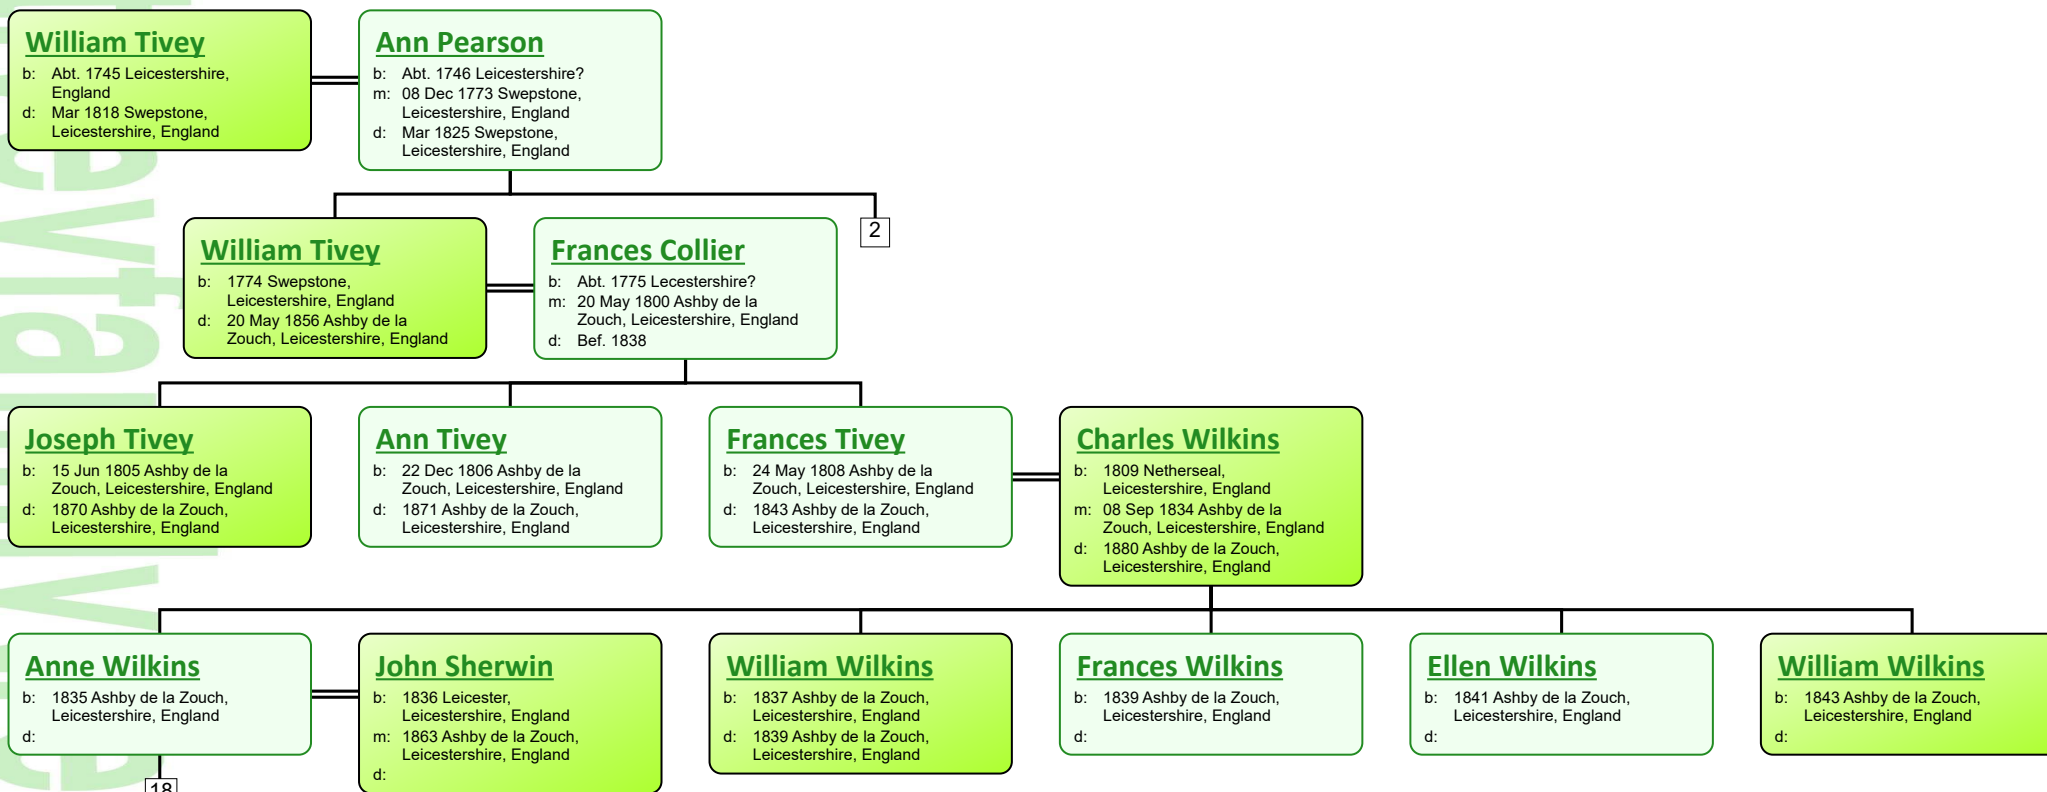 William Tivey
b: Abt. 1745 Leicestershire,
England
d: Mar 1818 Swepstone,
Leicestershire, England
Ann Pearson
b: Abt. 1746 Leicestershire?
m: 08 Dec 1773 Swepstone,
Leicestershire, England
d: Mar 1825 Swepstone,
Leicestershire, England
William Tivey
b: 1774 Swepstone,
Leicestershire, England
d: 20 May 1856 Ashby de la
Zouch, Leicestershire, England
Frances Collier
b: Abt. 1775 Lecestershire?
m: 20 May 1800 Ashby de la
Zouch, Leicestershire, England
d: Bef. 1838
2
Joseph Tivey
b: 15 Jun 1805 Ashby de la
Zouch, Leicestershire, England
d: 1870 Ashby de la Zouch,
Leicestershire, England
Ann Tivey
b: 22 Dec 1806 Ashby de la
Zouch, Leicestershire, England
d: 1871 Ashby de la Zouch,
Leicestershire, England
Frances Tivey
b: 24 May 1808 Ashby de la
Zouch, Leicestershire, England
d: 1843 Ashby de la Zouch,
Leicestershire, England
Charles Wilkins
b: 1809 Netherseal,
Leicestershire, England
m: 08 Sep 1834 Ashby de la
Zouch, Leicestershire, England
d: 1880 Ashby de la Zouch,
Leicestershire, England
Anne Wilkins
b: 1835 Ashby de la Zouch,
Leicestershire, England
d:
18
John Sherwin
b: 1836 Leicester,
Leicestershire, England
m: 1863 Ashby de la Zouch,
Leicestershire, England
d:
William Wilkins
b: 1837 Ashby de la Zouch,
Leicestershire, England
d: 1839 Ashby de la Zouch,
Leicestershire, England
Frances Wilkins
b: 1839 Ashby de la Zouch,
Leicestershire, England
d:
Ellen Wilkins
b: 1841 Ashby de la Zouch,
Leicestershire, England
d:
William Wilkins
b: 1843 Ashby de la Zouch,
Leicestershire, England
d: